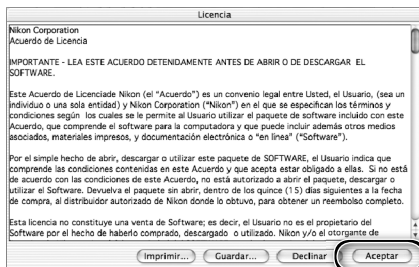 Licencia
Nikon Corporation
Acuerdo de Licencia
IMPORTANTE - LEA ESTE ACUERDO DETENIDAMENTE ANTES DE ABRIR O DE DESCARGAR EL
SOFTWARE.
Este Acuerdo de Licenciade Nikon (el "Acuerdo") es un convenio legal entre Usted, el Usuario, (sea un
individuo o una sola entidad) y Nikon Corporation ("Nikon") en el que se especifican los términos y
condiciones según los cuales se le permite al Usuario utilizar el paquete de software incluido con este
Acuerdo, que comprende el software para la computadora y que puede incluir además otros medios
asociados, materiales impresos, y documentación electrónica o "en línea" ("Software").
Por el simple hecho de abrir, descargar o utilizar este paquete de SOFTWARE, el Usuario indica que
comprende las condiciones contenidas en este Acuerdo y que acepta estar obligado a ellas. Si no está
de acuerdo con las condiciones de este Acuerdo, no está autorizado a abrir el paquete, descargar o
utilizar el Software. Devuelva el paquete sin abrir, dentro de los quince (15) días siguientes a la fecha
de compra, al distribuidor autorizado de Nikon donde lo obtuvo, para obtener un reembolso completo.
Esta licencia no constituye una venta de Software; es decir, el Usuario no es el propietario del
Software por el hecho de haberlo comprado, descargado o utilizado. Nikon y/o el otorgante de
Imprimir... Guardar... Declinar Aceptar